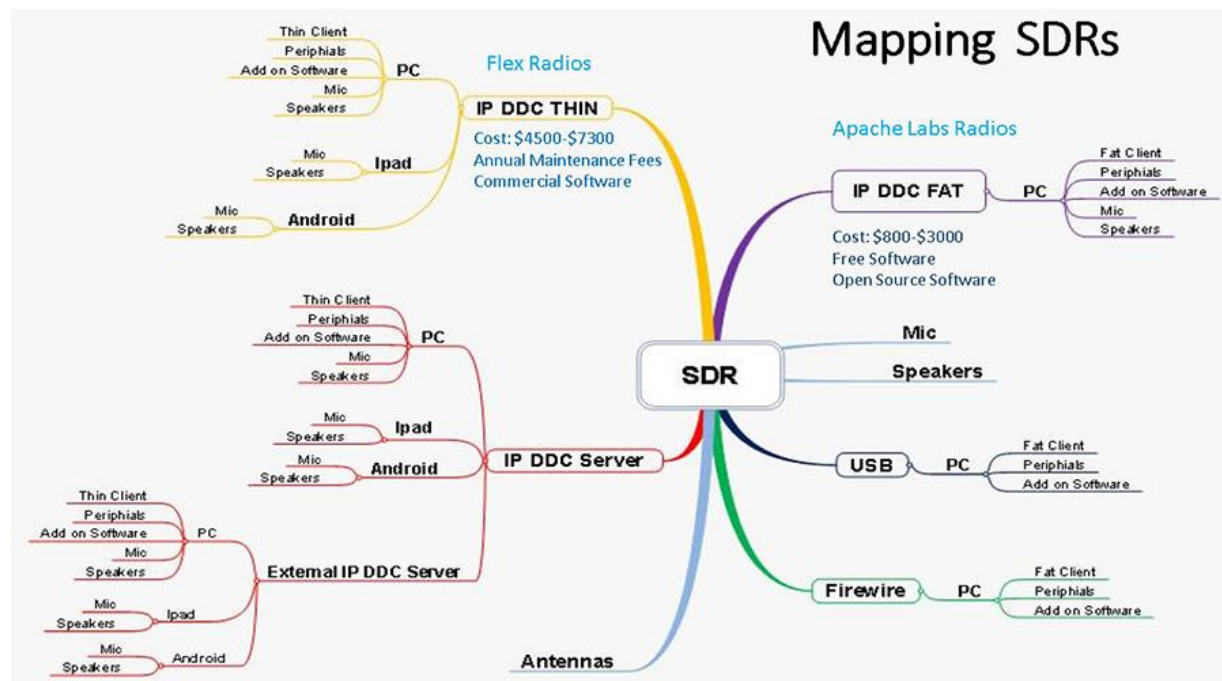 Mapping SDRs
Flex Radios
IP DDC THIN
Cost: $4500-$7300
Annual Maintenance Fees
Commercial Software
PC
Thin Client
Periphials
Add on Software
Mic
Speakers
Ipad
Mic
Speakers
Android
Mic
Speakers
Apache Labs Radios
IP DDC FAT
Cost: $800-$3000
Free Software
Open Source Software
PC
Fat Client
Periphials
Add on Software
Mic
Speakers
SDR
Mic
Speakers
IP DDC Server
PC
Thin Client
Periphials
Add on Software
Mic
Speakers
Ipad
Mic
Speakers
Android
Mic
Speakers
External IP DDC Server
PC
Thin Client
Periphials
Add on Software
Mic
Speakers
Ipad
Mic
Speakers
Android
Mic
Speakers
USB
PC
Fat Client
Periphials
Add on Software
Firewire
PC
Fat Client
Periphials
Add on Software
Antennas